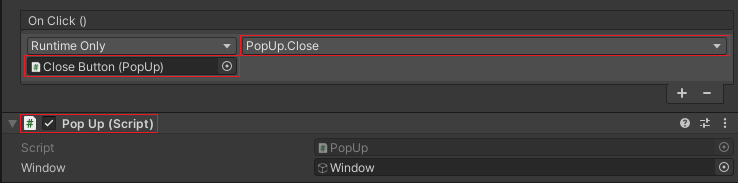 On Click ()
Runtime Only PopUp.Close
Close Button (PopUp)
Pop Up (Script)
Script PopUp
Window Window